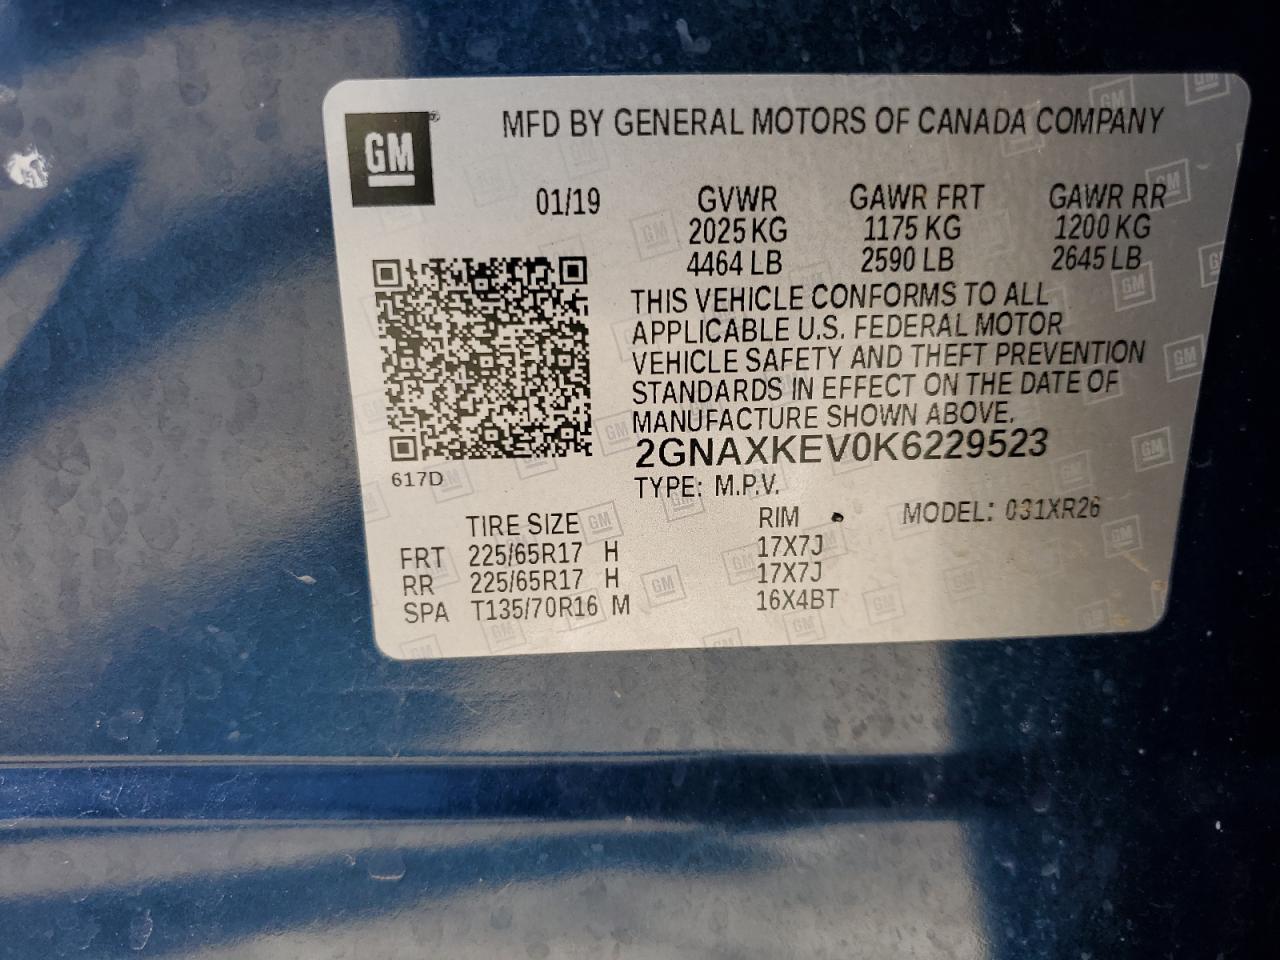 GM
MFD BY GENERAL MOTORS OF CANADA COMPANY
01/19 GVWR GAWR FRT GAWR RR
2025 KG 1175 KG 1200 KG
4464 LB 2590 LB 2645 LB
THIS VEHICLE CONFORMS TO ALL
APPLICABLE U.S. FEDERAL MOTOR
VEHICLE SAFETY AND THEFT PREVENTION
STANDARDS IN EFFECT ON THE DATE OF
MANUFACTURE SHOWN ABOVE.
2GNAXKEV0K6229523
617D
TYPE: M.P.V.
TIRE SIZE RIM MODEL: 031XR26
FRT 225/65R17 H 17X7J
RR 225/65R17 H 17X7J
SPA T135/70R16 M 16X4BT